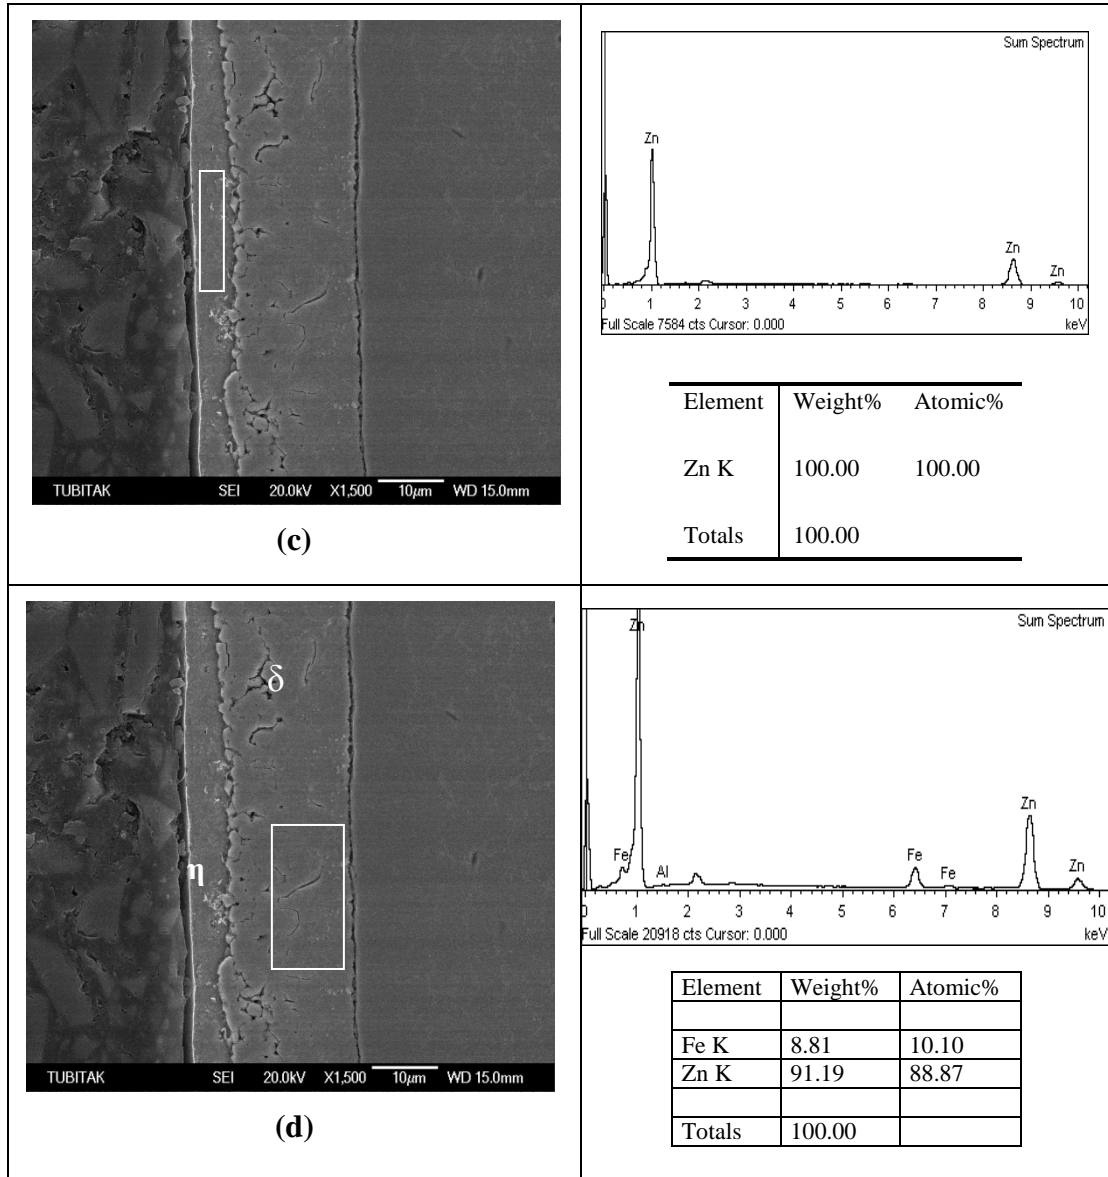 TUBITAK SEI 20.0kV X1,500 10µm WD 15.0mm
(c)
Sum Spectrum
Zn
Zn
Zn
0 1 2 3 4 5 6 7 8 9 10
Full Scale 7584 cts Cursor: 0.000 keV
Element Weight% Atomic%
Zn K 100.00 100.00
Totals 100.00
δ
η
TUBITAK SEI 20.0kV X1,500 10µm WD 15.0mm
(d)
Sum Spectrum
Zn
Zn
Fe Al Fe Fe Zn
0 1 2 3 4 5 6 7 8 9 10
Full Scale 20918 cts Cursor: 0.000 keV
Element Weight% Atomic%
Fe K 8.81 10.10
Zn K 91.19 88.87
Totals 100.00